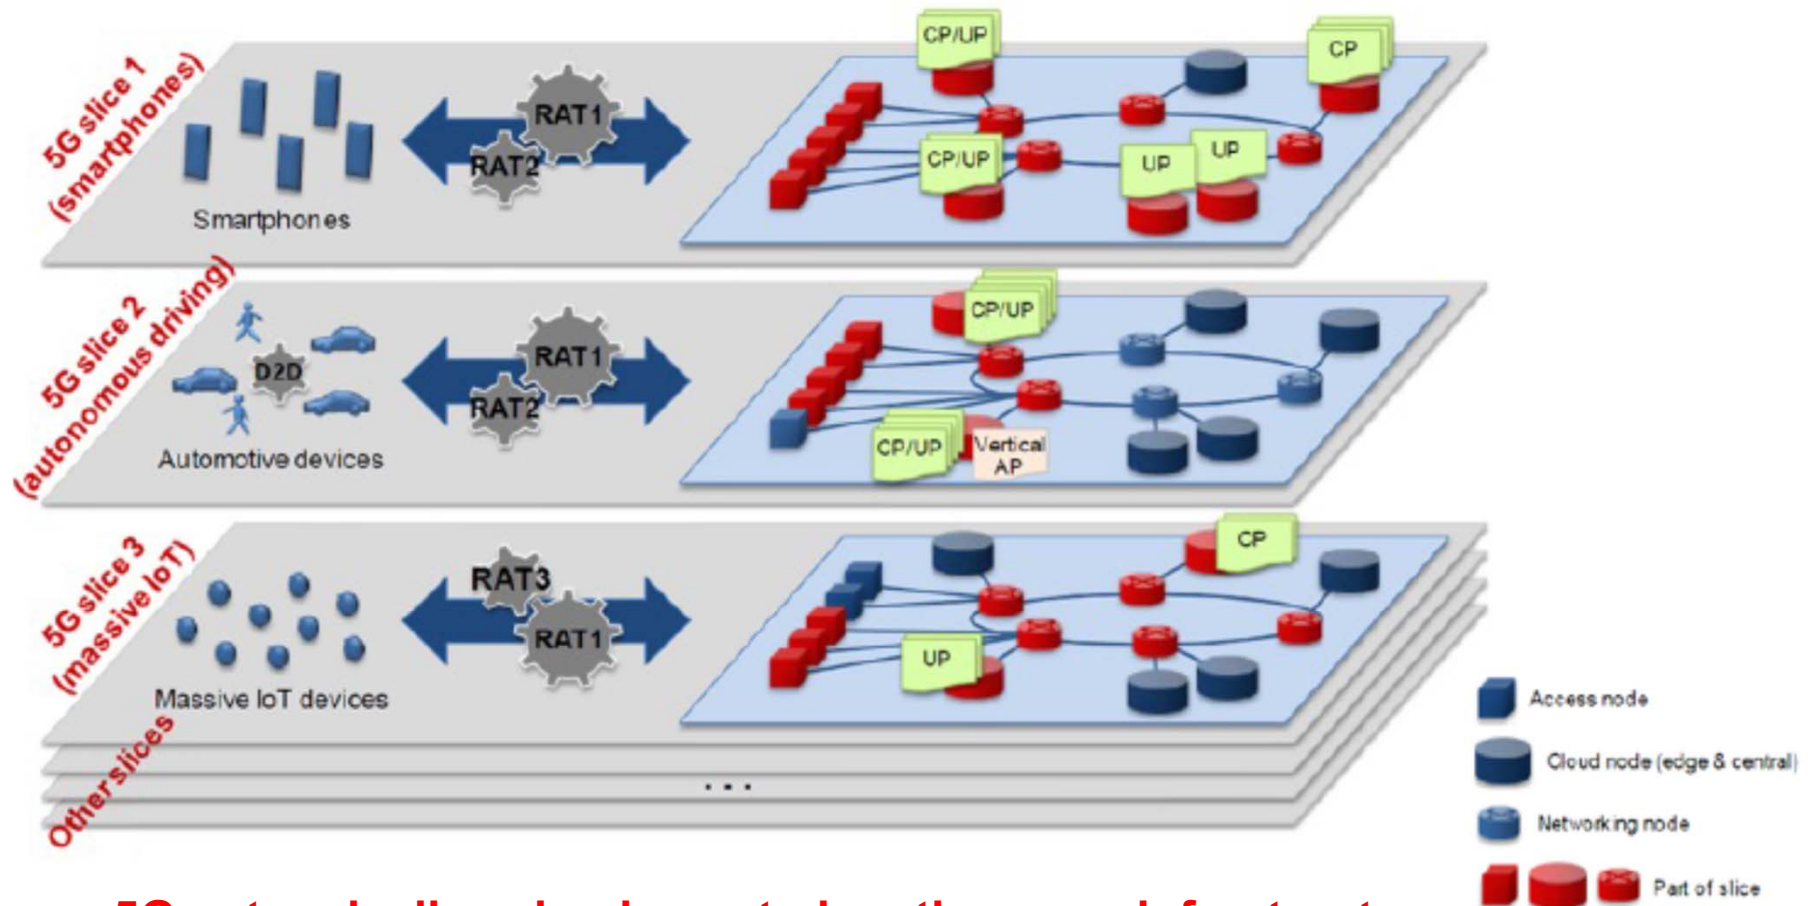 5G slice 1
(smartphones)
Smartphones
RAT1
RAT2
CP/UP
CP
CP/UP
UP
UP
5G slice 2
(autonomous driving)
D2D
Automotive devices
RAT1
RAT2
CP/UP
CP/UP
Vertical
AP
5G slice 3
(massive IoT)
Massive IoT devices
RAT3
RAT1
CP
UP
Other slices
...
Access node
Cloud node (edge & central)
Networking node
Part of slice